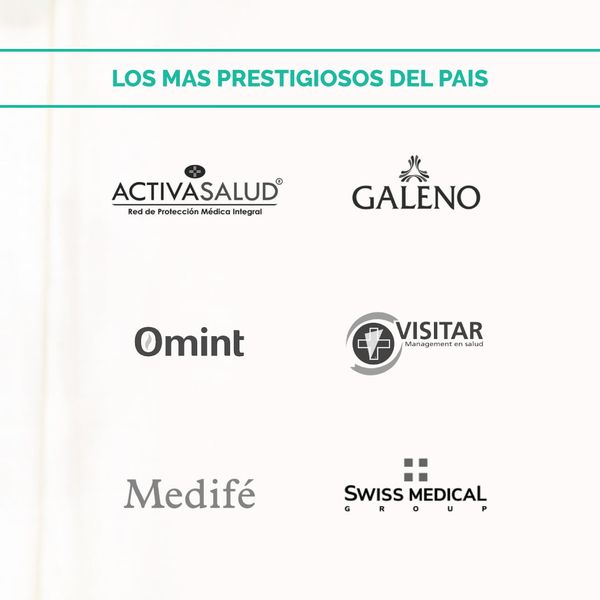 LOS MAS PRESTIGIOSOS DEL PAIS
ACTIVASALUD®
Red de Protección Médica Integral
GALENO
Omint
VISITAR
Management en salud
Medifé
SWISS MEDICAL
GROUP